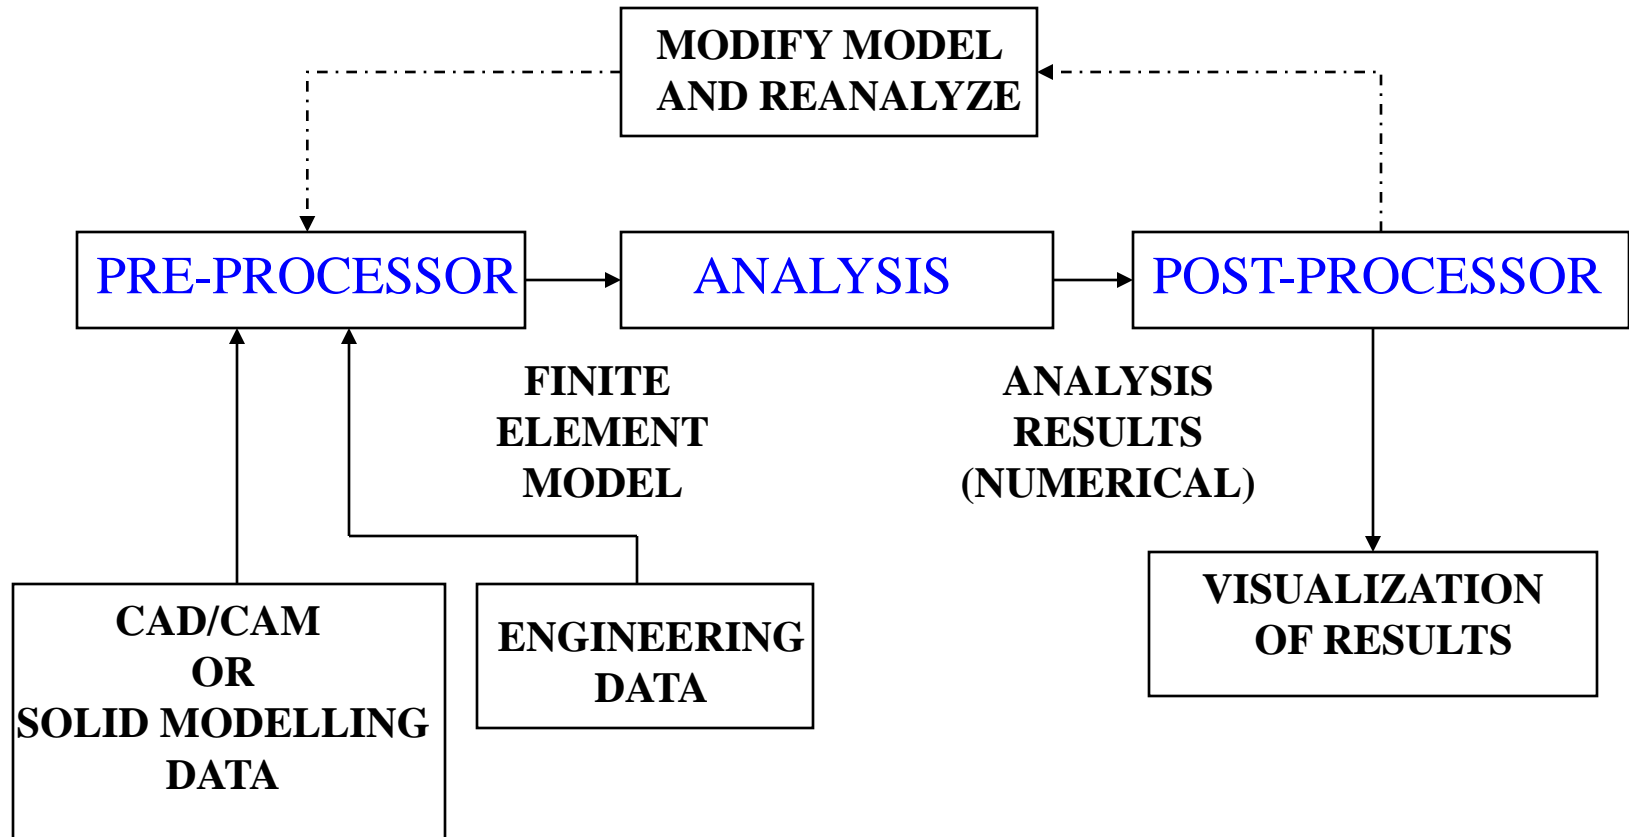 MODIFY MODEL
AND REANALYZE
PRE-PROCESSOR
ANALYSIS
POST-PROCESSOR
FINITE
ELEMENT
MODEL
ANALYSIS
RESULTS
(NUMERICAL)
CAD/CAM
OR
SOLID MODELLING
DATA
ENGINEERING
DATA
VISUALIZATION
OF RESULTS